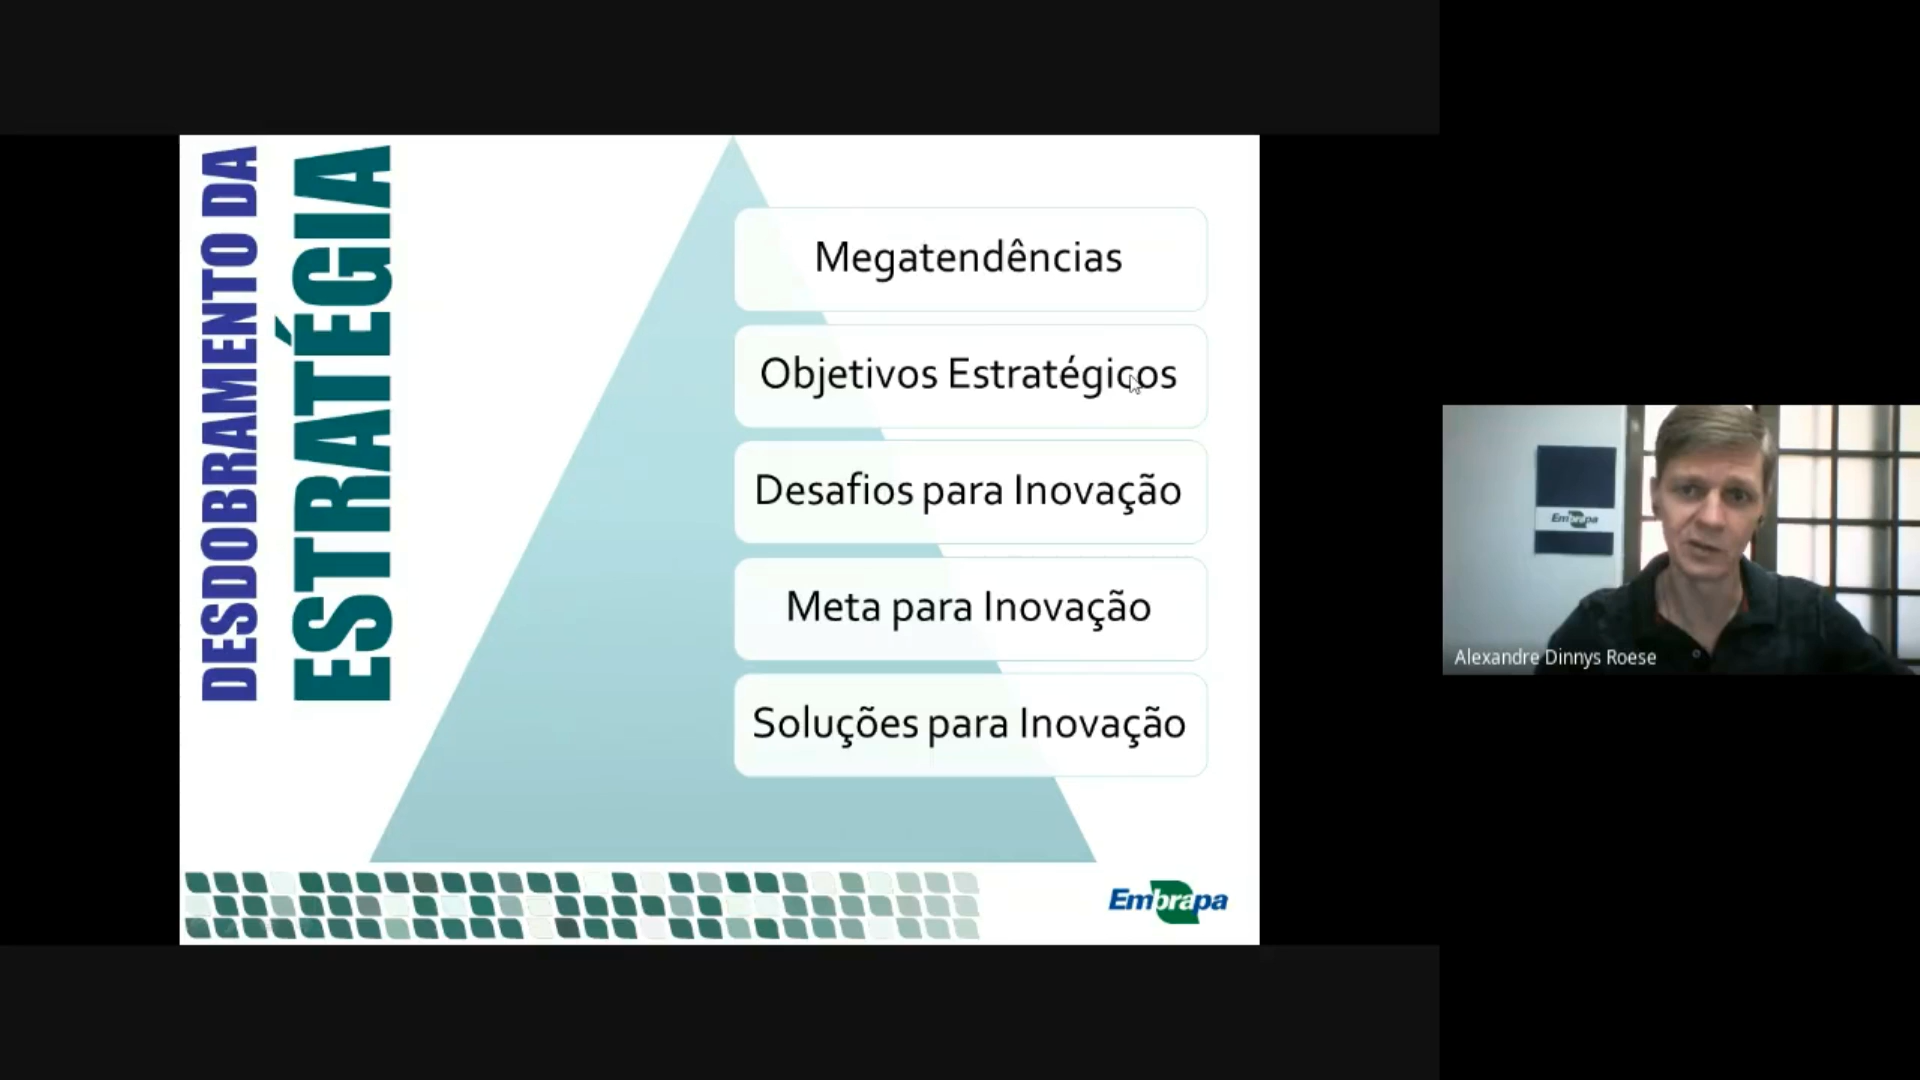 DESDOBRAMENTO DA
ESTRATÉGIA
Megatendências
Objetivos Estratégicos
Desafios para Inovação
Meta para Inovação
Soluções para Inovação
Embrapa
Embrapa
Alexandre Dinnys Roese